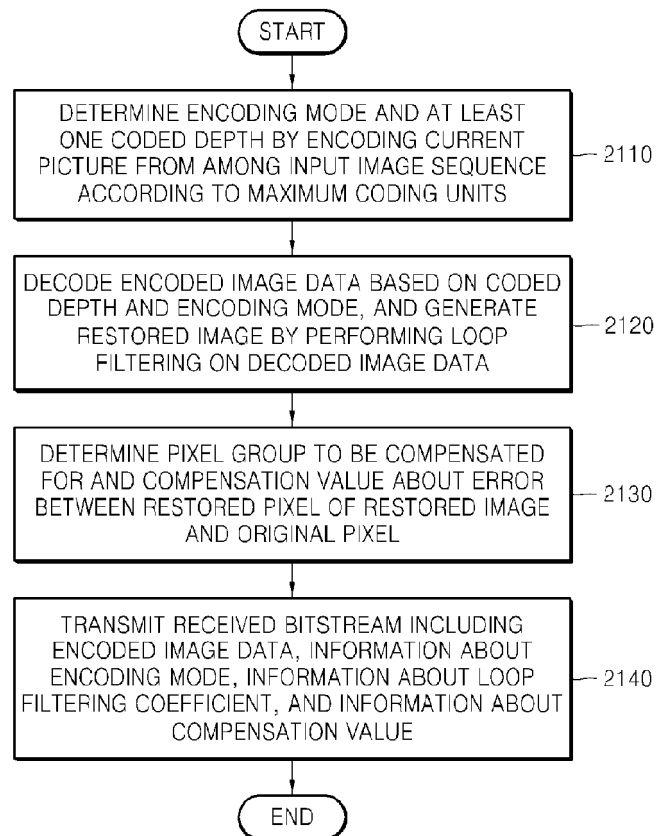 START
DETERMINE ENCODING MODE AND AT LEAST
ONE CODED DEPTH BY ENCODING CURRENT
PICTURE FROM AMONG INPUT IMAGE SEQUENCE
ACCORDING TO MAXIMUM CODING UNITS
2110
DECODE ENCODED IMAGE DATA BASED ON CODED
DEPTH AND ENCODING MODE, AND GENERATE
RESTORED IMAGE BY PERFORMING LOOP
FILTERING ON DECODED IMAGE DATA
2120
DETERMINE PIXEL GROUP TO BE COMPENSATED
FOR AND COMPENSATION VALUE ABOUT ERROR
BETWEEN RESTORED PIXEL OF RESTORED IMAGE
AND ORIGINAL PIXEL
2130
TRANSMIT RECEIVED BITSTREAM INCLUDING
ENCODED IMAGE DATA, INFORMATION ABOUT
ENCODING MODE, INFORMATION ABOUT LOOP
FILTERING COEFFICIENT, AND INFORMATION ABOUT
COMPENSATION VALUE
2140
END